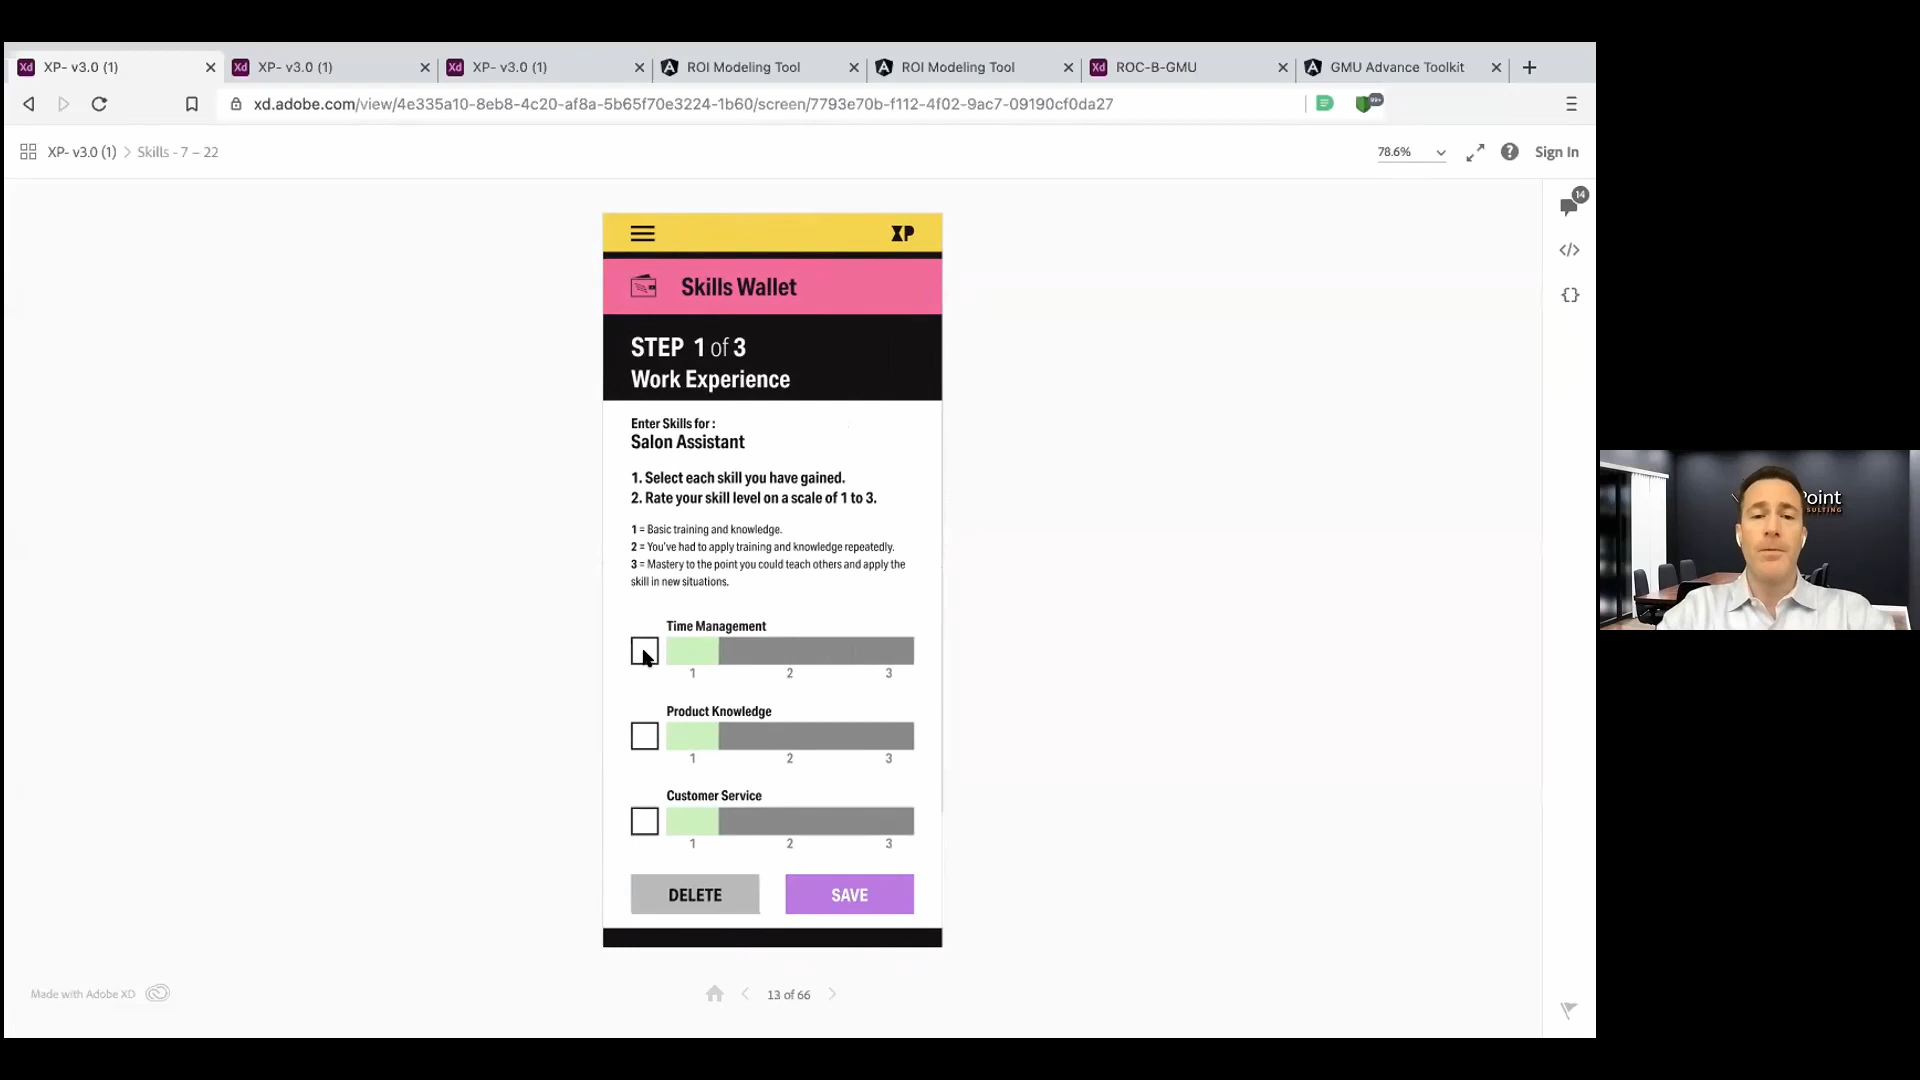 XP- v3.0 (1)
XP- v3.0 (1)
XP- v3.0 (1)
ROI Modeling Tool
ROI Modeling Tool
ROC-B-GMU
GMU Advance Toolkit
xd.adobe.com/view/4e335a10-8eb8-4c20-af8a-5b65f70e3224-1b60/screen/7793e70b-f112-4f02-9ac7-09190cf0da27
99+
XP- v3.0 (1) > Skills - 7 – 22
78.6%
Sign In
14
XP
Skills Wallet
STEP 1 of 3
Work Experience
Enter Skills for :
Salon Assistant
1. Select each skill you have gained.
2. Rate your skill level on a scale of 1 to 3.
1 = Basic training and knowledge.
2 = You've had to apply training and knowledge repeatedly.
3 = Mastery to the point you could teach others and apply the
skill in new situations.
Time Management
1 2 3
Product Knowledge
1 2 3
Customer Service
1 2 3
DELETE
SAVE
Made with Adobe XD
13 of 66